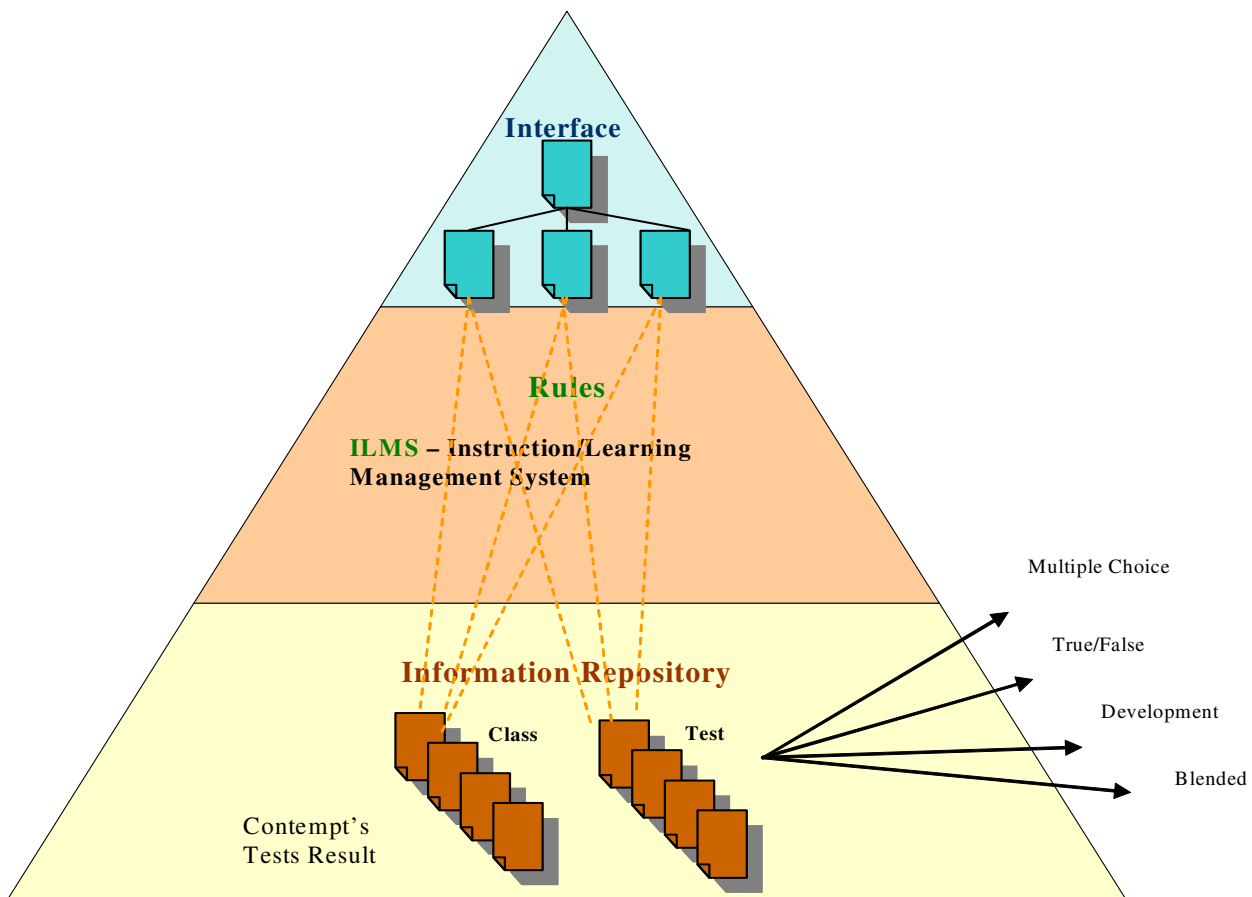 Interface
Rules
ILMS – Instruction/Learning
Management System
Multiple Choice
True/False
Information Repository
Development
Class
Test
Blended
Contempt’s
Tests Result